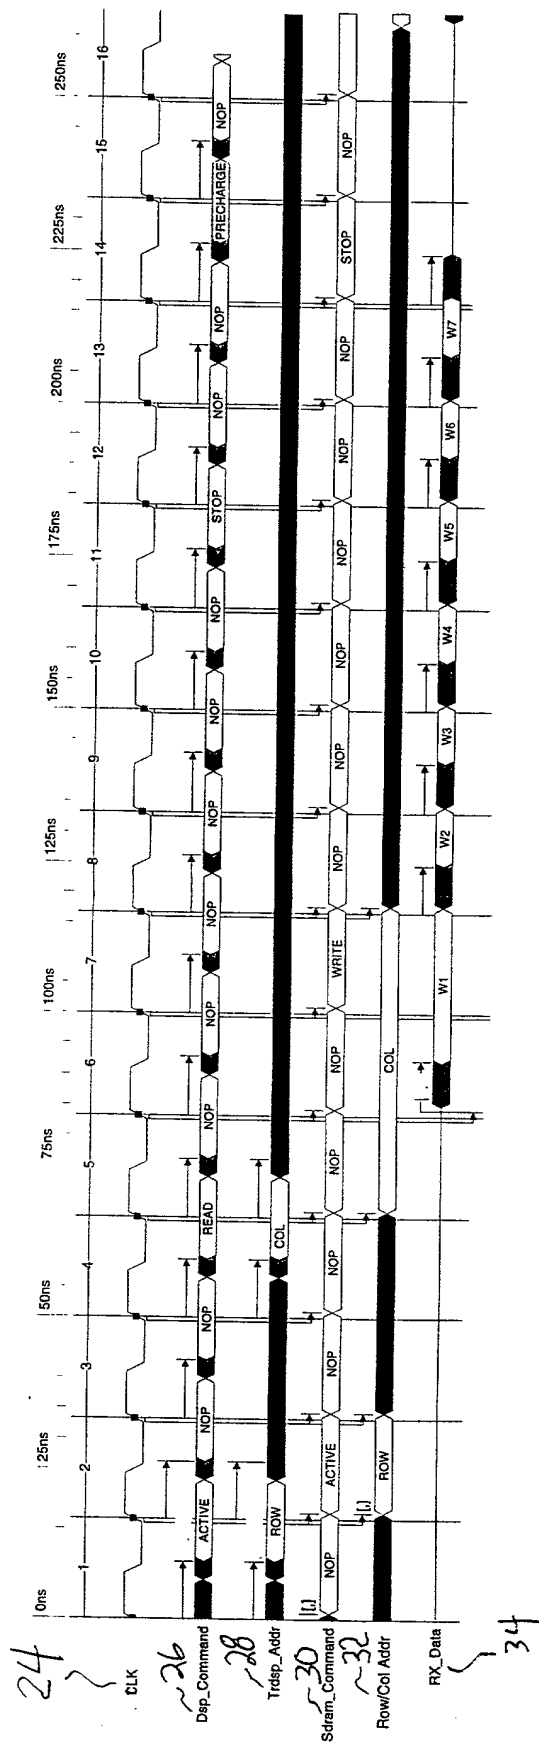 0ns 25ns 50ns 75ns 100ns 125ns 150ns 175ns 200ns 225ns 250ns
1 2 3 4 5 6 7 8 9 10 11 12 13 14 15 16
24
CLK
~26
Dsp_Command ACTIVE NOP NOP READ NOP NOP NOP NOP NOP NOP STOP NOP NOP PRECHARGE NOP
~28
Trdsp_Addr ROW COL
~30
Sdram_Command [,] NOP ACTIVE NOP NOP NOP NOP WRITE NOP NOP NOP NOP NOP NOP STOP NOP
~32
Row/Col Addr [,] ROW COL
RX_Data W1 W2 W3 W4 W5 W6 W7
34